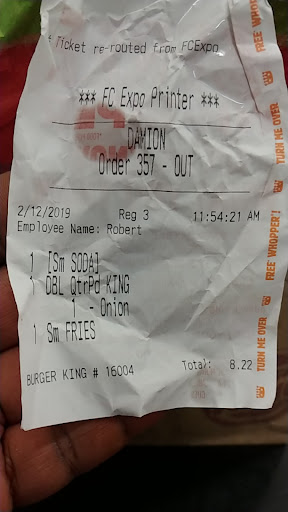 * Ticket re-routed from FCExpo
*** FC Expo Printer ***
DAMION
Order 357 - OUT
2/12/2019 Reg 3 11:54:21 AM
Employee Name: Robert
1 [Sm SODA]
1 DBL QtrPd KING
1 - Onion
1 Sm FRIES
BURGER KING # 16004 Total: 8.22
FREE WHOPPER!
TURN ME OVER
FREE WHOPPER!
TURN ME OVER
FREE WHOPPER!
TURN ME OVER